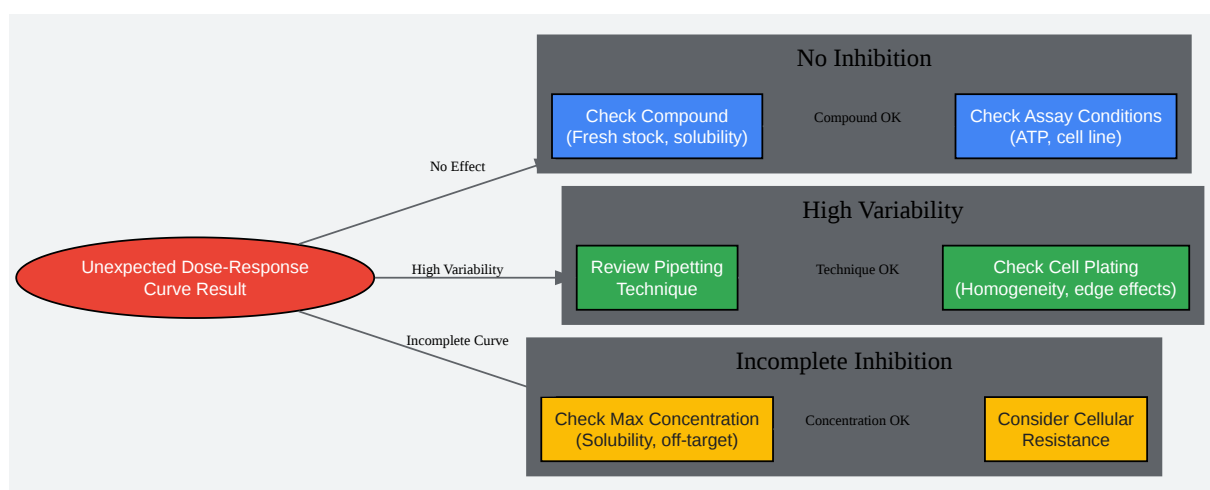 No Inhibition
Check Compound
(Fresh stock, solubility)
Compound OK
Check Assay Conditions
(ATP, cell line)
No Effect
High Variability
Review Pipetting
Technique
Technique OK
Check Cell Plating
(Homogeneity, edge effects)
Unexpected Dose-Response
Curve Result
High Variability
Incomplete Curve
Incomplete Inhibition
Check Max Concentration
(Solubility, off-target)
Concentration OK
Consider Cellular
Resistance